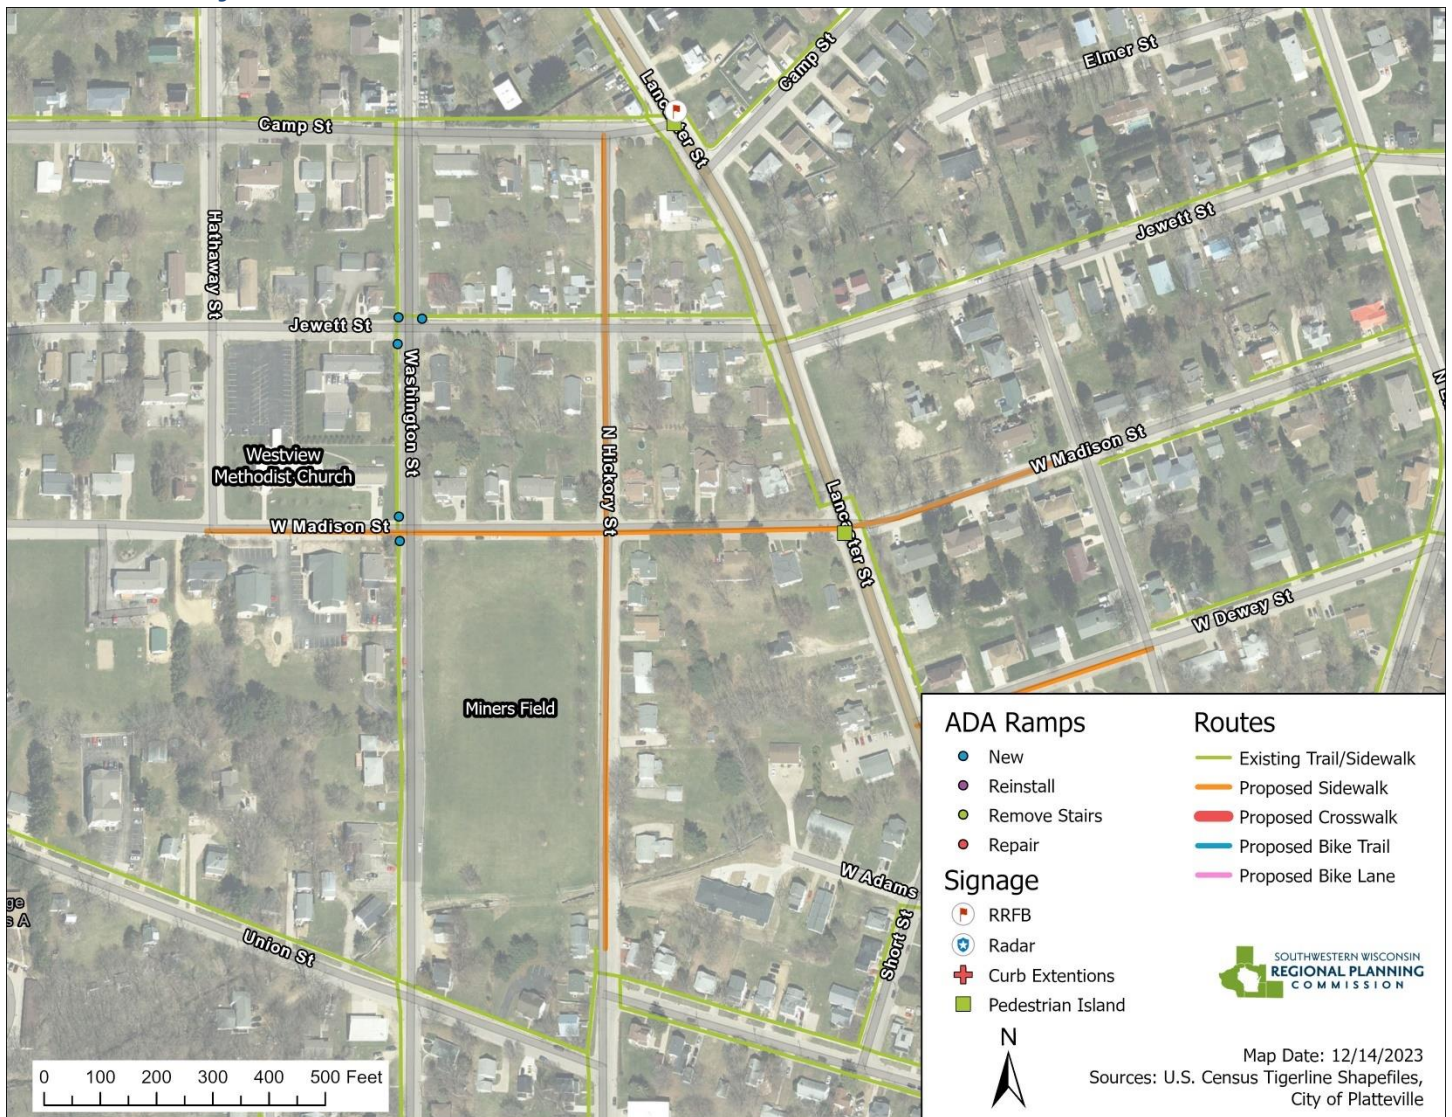 Elmer St
Camp St
Lancaster St
Camp St
Hathaway St
Jewett St
Jewett St
Washington St
N Hickory St
W Madison St
Westview
Methodist Church
W Madison St
Lancaster St
W Dewey St
Miners Field
W Adams
Short St
Union St
0 100 200 300 400 500 Feet
ADA Ramps
New
Reinstall
Remove Stairs
Repair
Signage
RRFB
Radar
Curb Extentions
Pedestrian Island
N
Routes
Existing Trail/Sidewalk
Proposed Sidewalk
Proposed Crosswalk
Proposed Bike Trail
Proposed Bike Lane
SOUTHWESTERN WISCONSIN
REGIONAL PLANNING
COMMISSION
Map Date: 12/14/2023
Sources: U.S. Census Tigerline Shapefiles,
City of Platteville